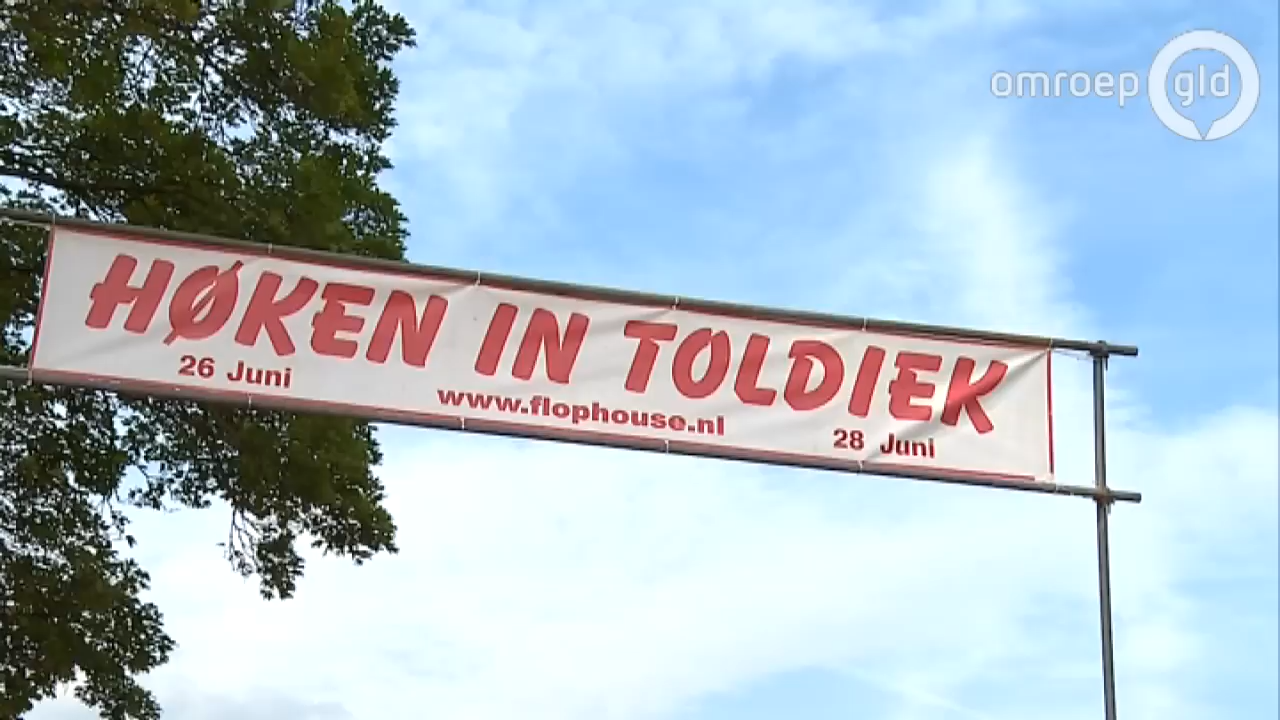 omroep gld
HØKEN IN TOLDIEK
26 Juni
www.flophouse.nl
28 Juni